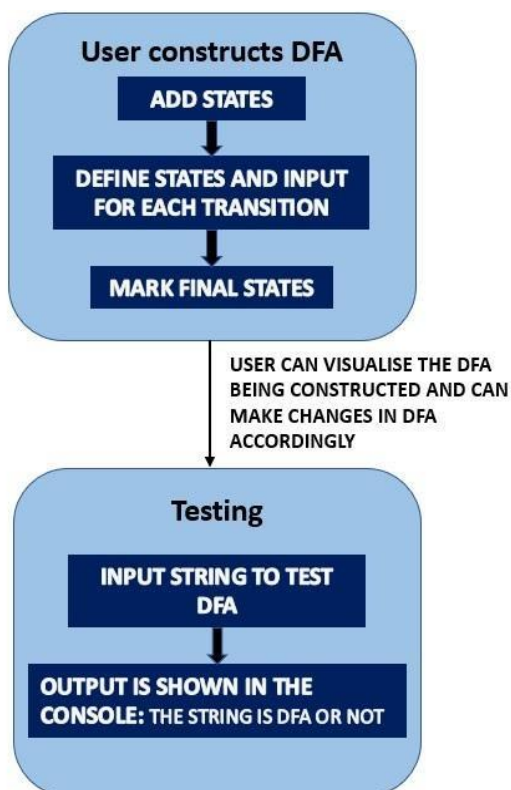 User constructs DFA
ADD STATES
DEFINE STATES AND INPUT
FOR EACH TRANSITION
MARK FINAL STATES
USER CAN VISUALISE THE DFA
BEING CONSTRUCTED AND CAN
MAKE CHANGES IN DFA
ACCORDINGLY
Testing
INPUT STRING TO TEST
DFA
OUTPUT IS SHOWN IN THE
CONSOLE: THE STRING IS DFA OR NOT